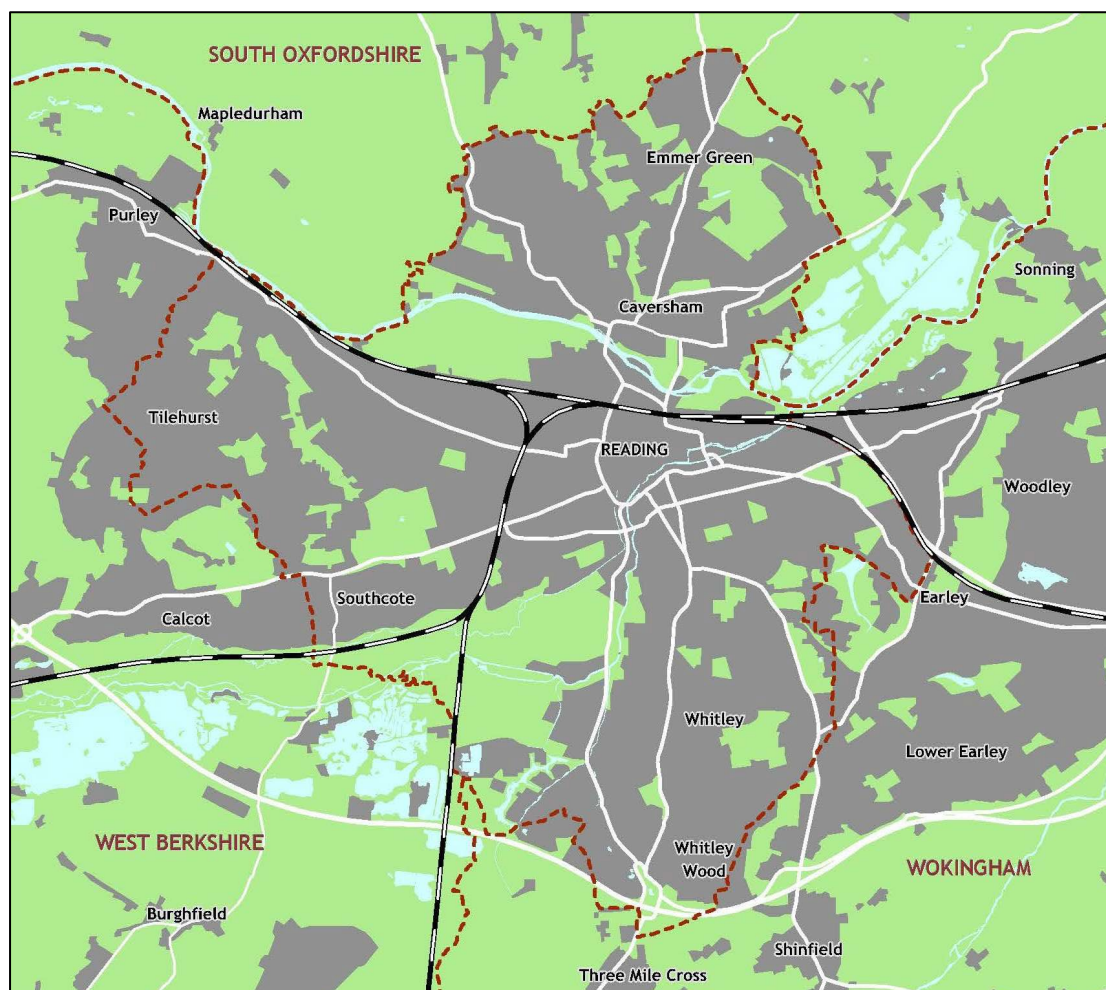 SOUTH OXFORDSHIRE
Mapledurham
Emmer Green
Purley
Sonning
Caversham
Tilehurst
READING
Woodley
Southcote
Earley
Calcot
Whitley
Lower Earley
WEST BERKSHIRE
Whitley
Wood
WOKINGHAM
Burghfield
Shinfield
Three Mile Cross